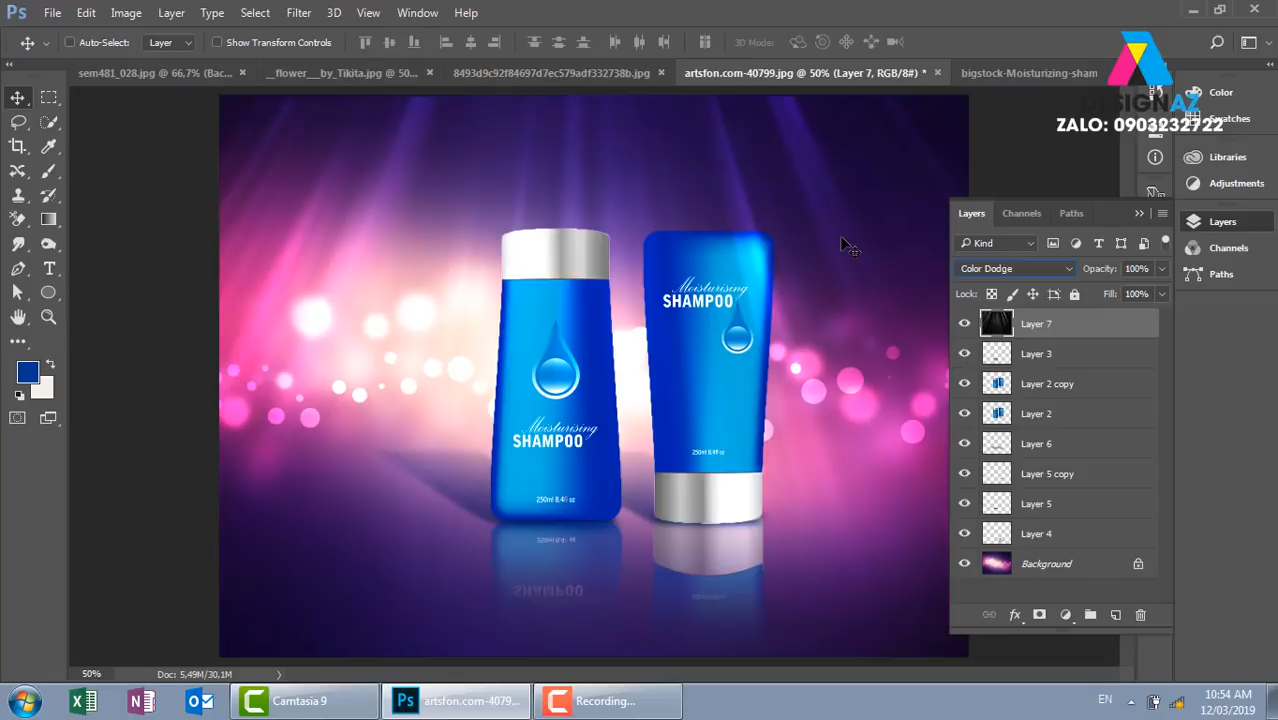 Ps File Edit Image Layer Type Select Filter 3D View Window Help
Auto-Select: Layer Show Transform Controls 3D Mode:
sem481_028.jpg @ 66,7% (Bac... × __flower__by_Tikita.jpg @ 50... × 8493d9c92f84697d7ec579adf332738b.jpg × artsfon.com-40799.jpg @ 50% (Layer 7, RGB/8#) * × bigstock-Moisturizing-sham
DESIGNAZ
ZALO: 0903232722
Color
Swatches
Libraries
Adjustments
Layers
Channels
Paths
Layers Channels Paths
Kind
Color Dodge Opacity: 100%
Lock: Fill: 100%
Layer 7
Layer 3
Layer 2 copy
Layer 2
Layer 6
Layer 5 copy
Layer 5
Layer 4
Background
fx
Moisturising
SHAMPOO
250ml 8.4fl oz
Moisturising
SHAMPOO
250ml 8.4fl oz
50% Doc: 5,49M/30,1M
Camtasia 9 artsfon.com-4079... Recording...
EN 10:54 AM
12/03/2019